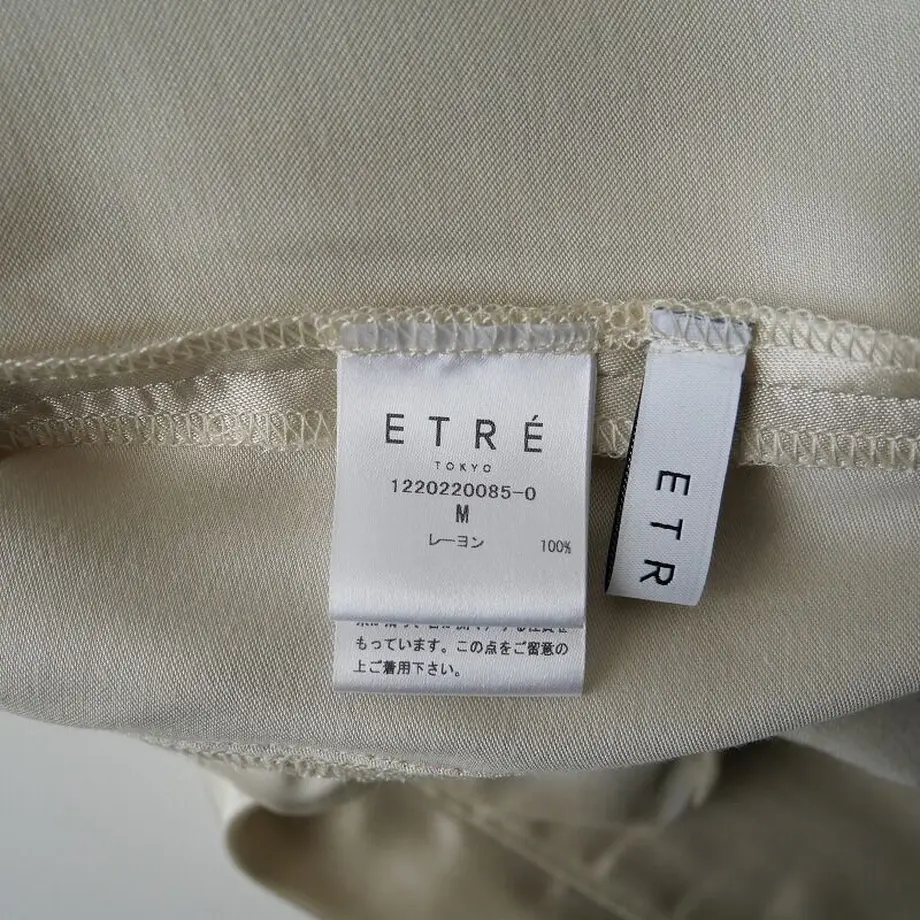 ETRÉ
TOKYO
1220220085-0
M
レーヨン 100%
もっています。この点をご留意の
上ご着用下さい。
ETR